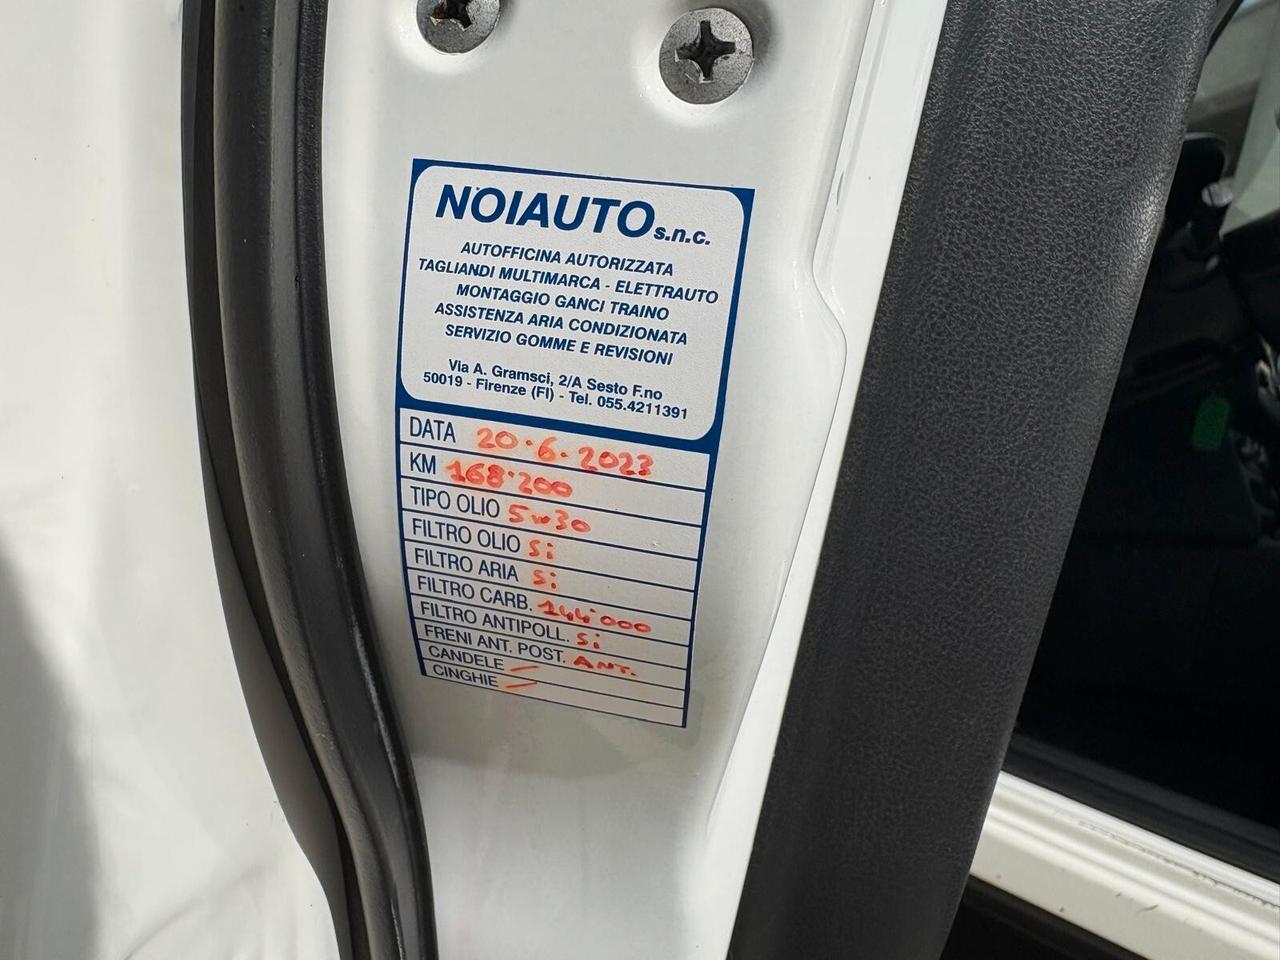 NOIAUTO s.n.c.
AUTOFFICINA AUTORIZZATA
TAGLIANDI MULTIMARCA - ELETTRAUTO
MONTAGGIO GANCI TRAINO
ASSISTENZA ARIA CONDIZIONATA
SERVIZIO GOMME E REVISIONI
Via A. Gramsci, 2/A Sesto F.no
50019 - Firenze (FI) - Tel. 055.4211391
DATA 20.6.2023
KM 168.200
TIPO OLIO 5w30
FILTRO OLIO Si
FILTRO ARIA Si
FILTRO CARB. 144.000
FILTRO ANTIPOLL. Si
FRENI ANT. POST. ANT.
CANDELE —
CINGHIE —